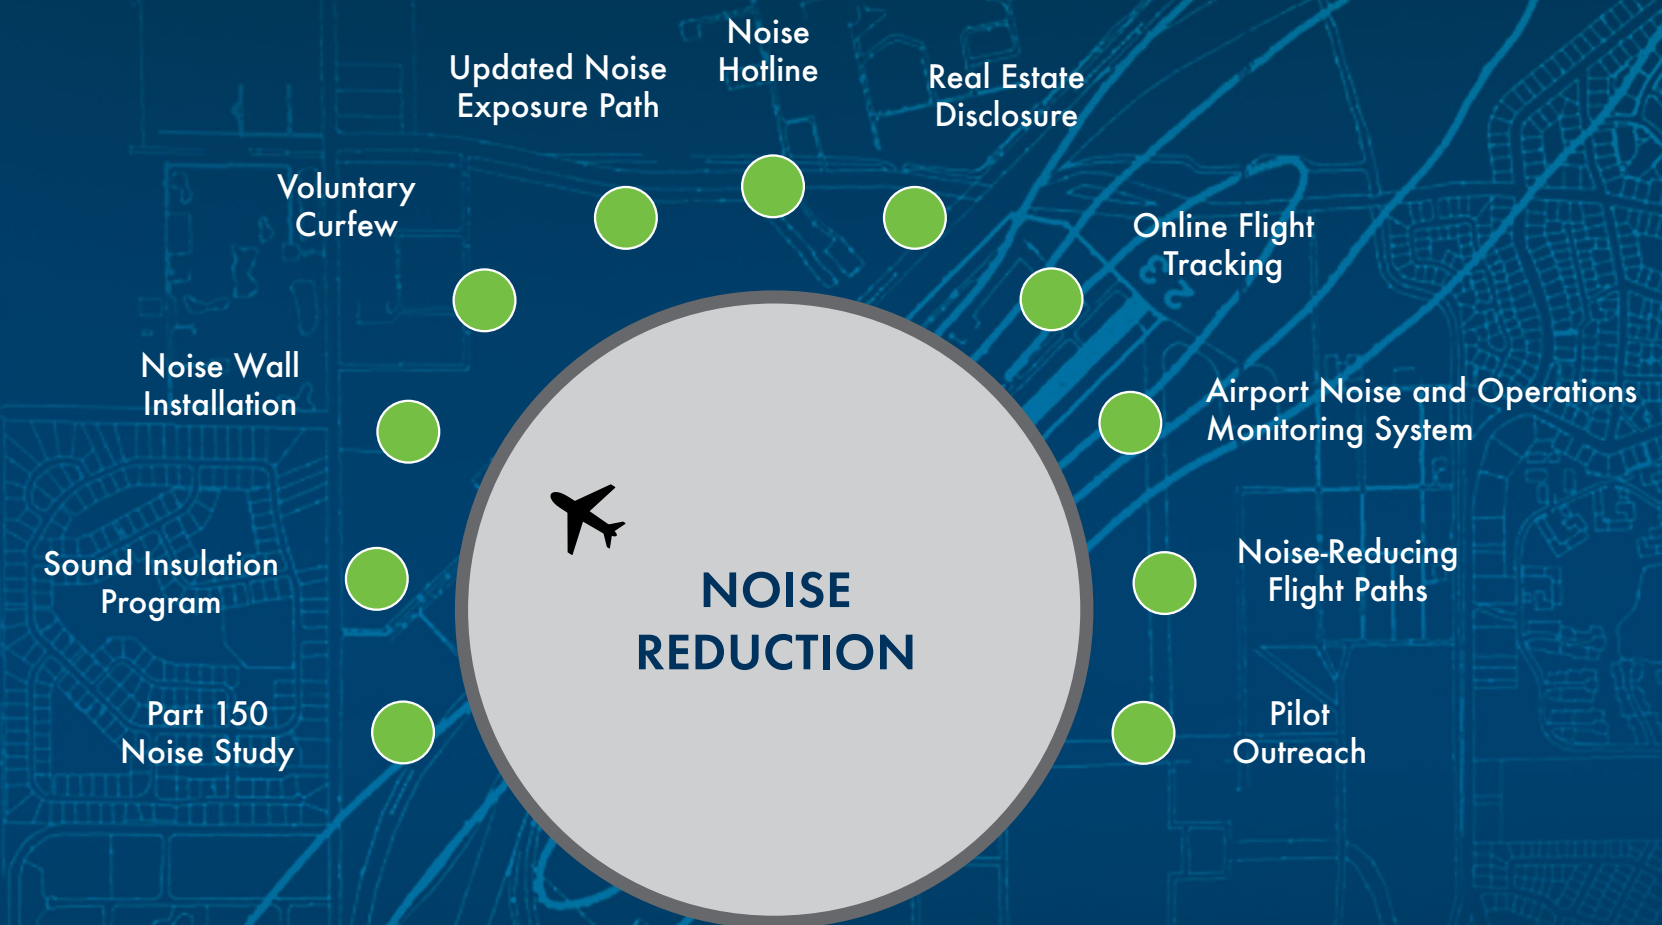 Noise
Hotline
Updated Noise
Exposure Path
Real Estate
Disclosure
Voluntary
Curfew
Online Flight
Tracking
23
Noise Wall
Installation
Airport Noise and Operations
Monitoring System
Sound Insulation
Program
Noise-Reducing
Flight Paths
NOISE
REDUCTION
Part 150
Noise Study
Pilot
Outreach